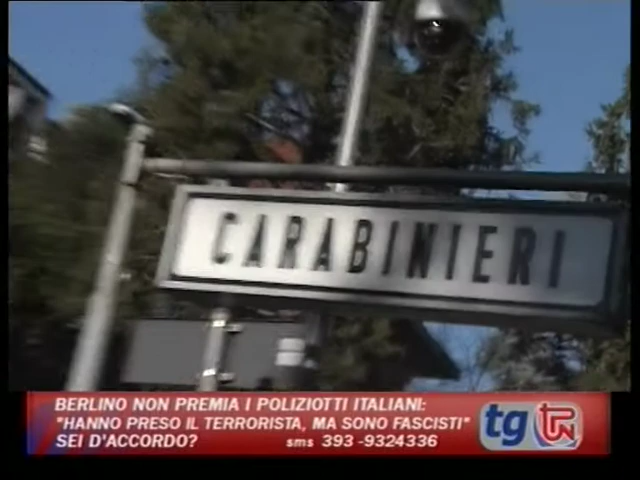 CARABINIERI
BERLINO NON PREMIA I POLIZIOTTI ITALIANI:
"HANNO PRESO IL TERRORISTA, MA SONO FASCISTI"
SEI D'ACCORDO? sms 393 -9324336
tg TRN